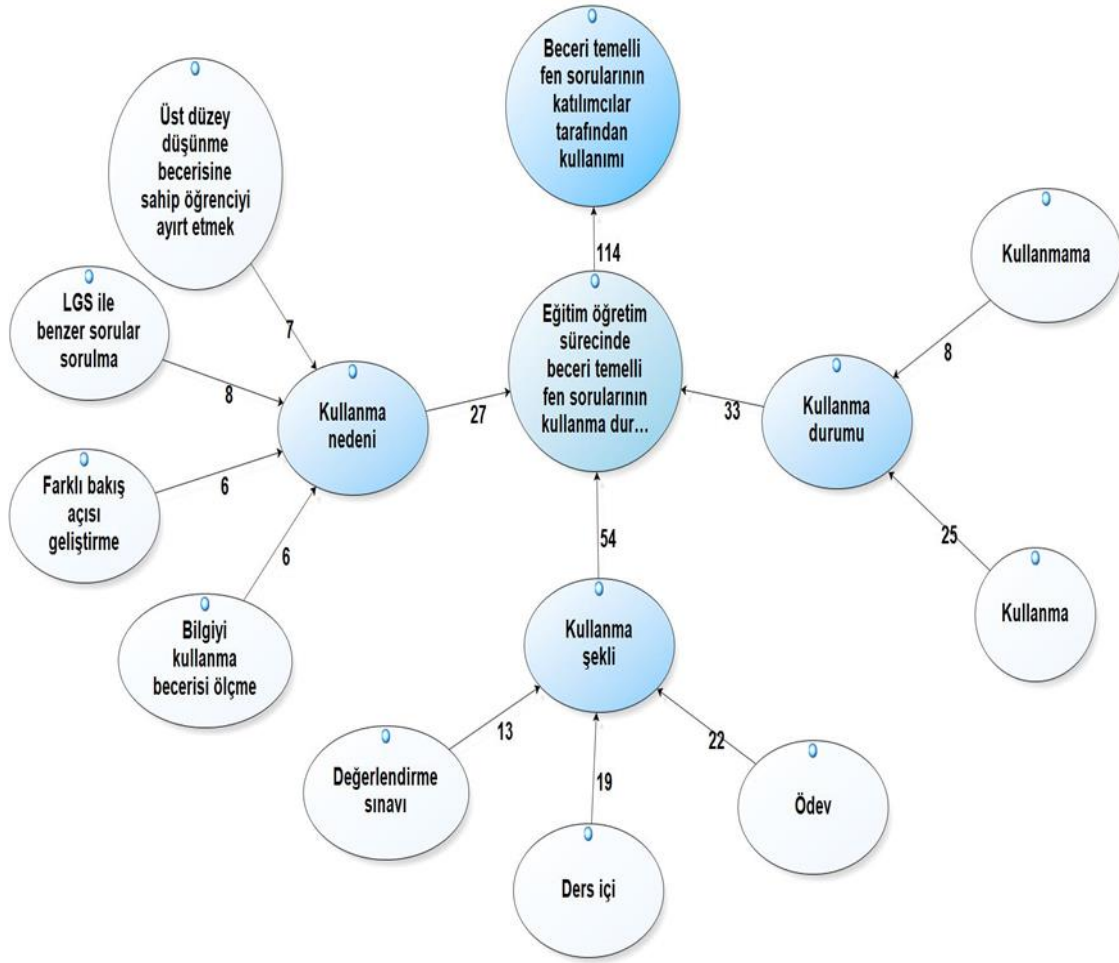 Beceri temelli
fen sorularının
katılımcılar
tarafından
kullanımı
114
Üst düzey
düşünme
becerisine
sahip öğrenciyi
ayırt etmek
7
LGS ile
benzer sorular
sorulma
8
Farklı bakış
açısı
geliştirme
6
Bilgiyi
kullanma
becerisi ölçme
6
Kullanma
nedeni
27
Eğitim öğretim
sürecinde
beceri temelli
fen sorularının
kullanma dur...
33
Kullanma
durumu
Kullanmama
8
25
Kullanma
54
Kullanma
şekli
13
Değerlendirme
sınavı
19
Ders içi
22
Ödev